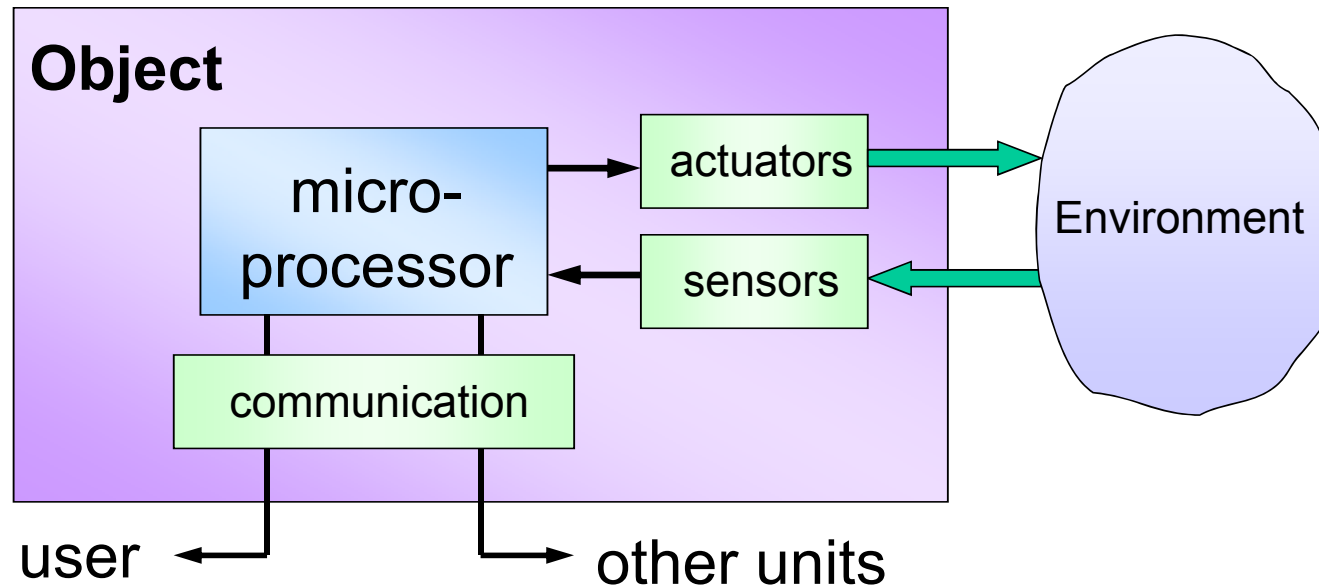 Object
micro-
processor
actuators
sensors
Environment
communication
user
other units